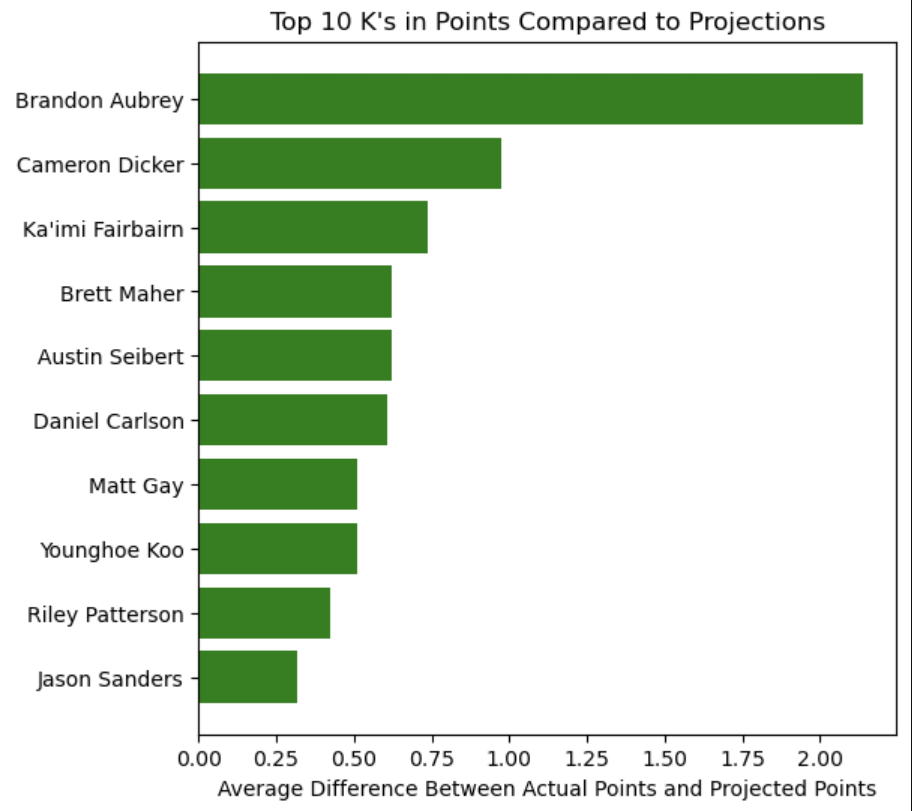 Top 10 K's in Points Compared to Projections
Brandon Aubrey
Cameron Dicker
Ka'imi Fairbairn
Brett Maher
Austin Seibert
Daniel Carlson
Matt Gay
Younghoe Koo
Riley Patterson
Jason Sanders
0.00 0.25 0.50 0.75 1.00 1.25 1.50 1.75 2.00
Average Difference Between Actual Points and Projected Points